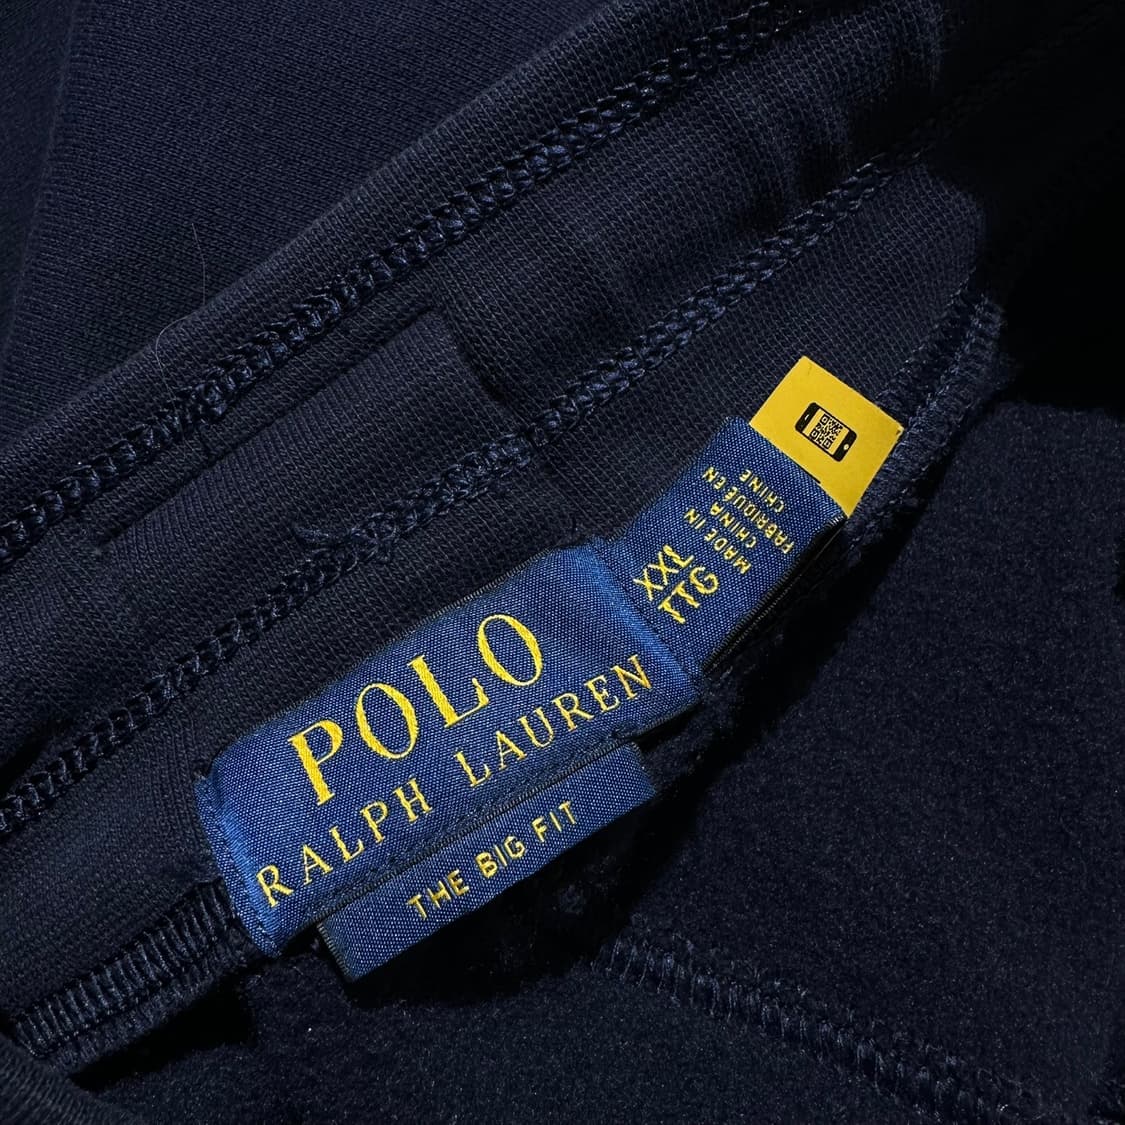 POLO
RALPH LAUREN
THE BIG FIT
XXL
TTG
MADE IN
CHINA
FABRIQUÉ EN
CHINE